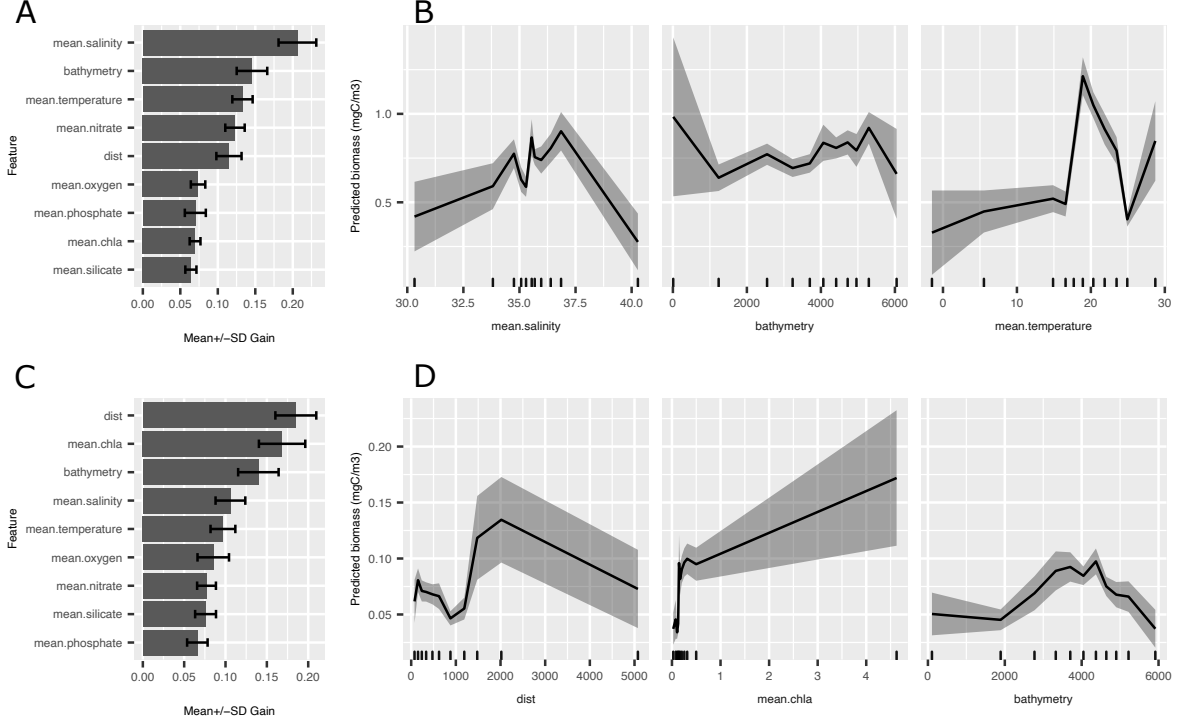 A
B
mean.salinity
bathymetry
mean.temperature
mean.nitrate
dist
mean.oxygen
mean.phosphate
mean.chla
mean.silicate
Feature
0.00 0.05 0.10 0.15 0.20
Mean+/−SD Gain
Predicted biomass (mgC/m3)
1.0
0.5
30.0 32.5 35.0 37.5 40.0
mean.salinity
0 2000 4000 6000
bathymetry
0 10 20 30
mean.temperature
C
D
dist
mean.chla
bathymetry
mean.salinity
mean.temperature
mean.oxygen
mean.nitrate
mean.silicate
mean.phosphate
Feature
0.00 0.05 0.10 0.15 0.20
Mean+/−SD Gain
Predicted biomass (mgC/m3)
0.20
0.15
0.10
0.05
0 1000 2000 3000 4000 5000
dist
0 1 2 3 4
mean.chla
0 2000 4000 6000
bathymetry